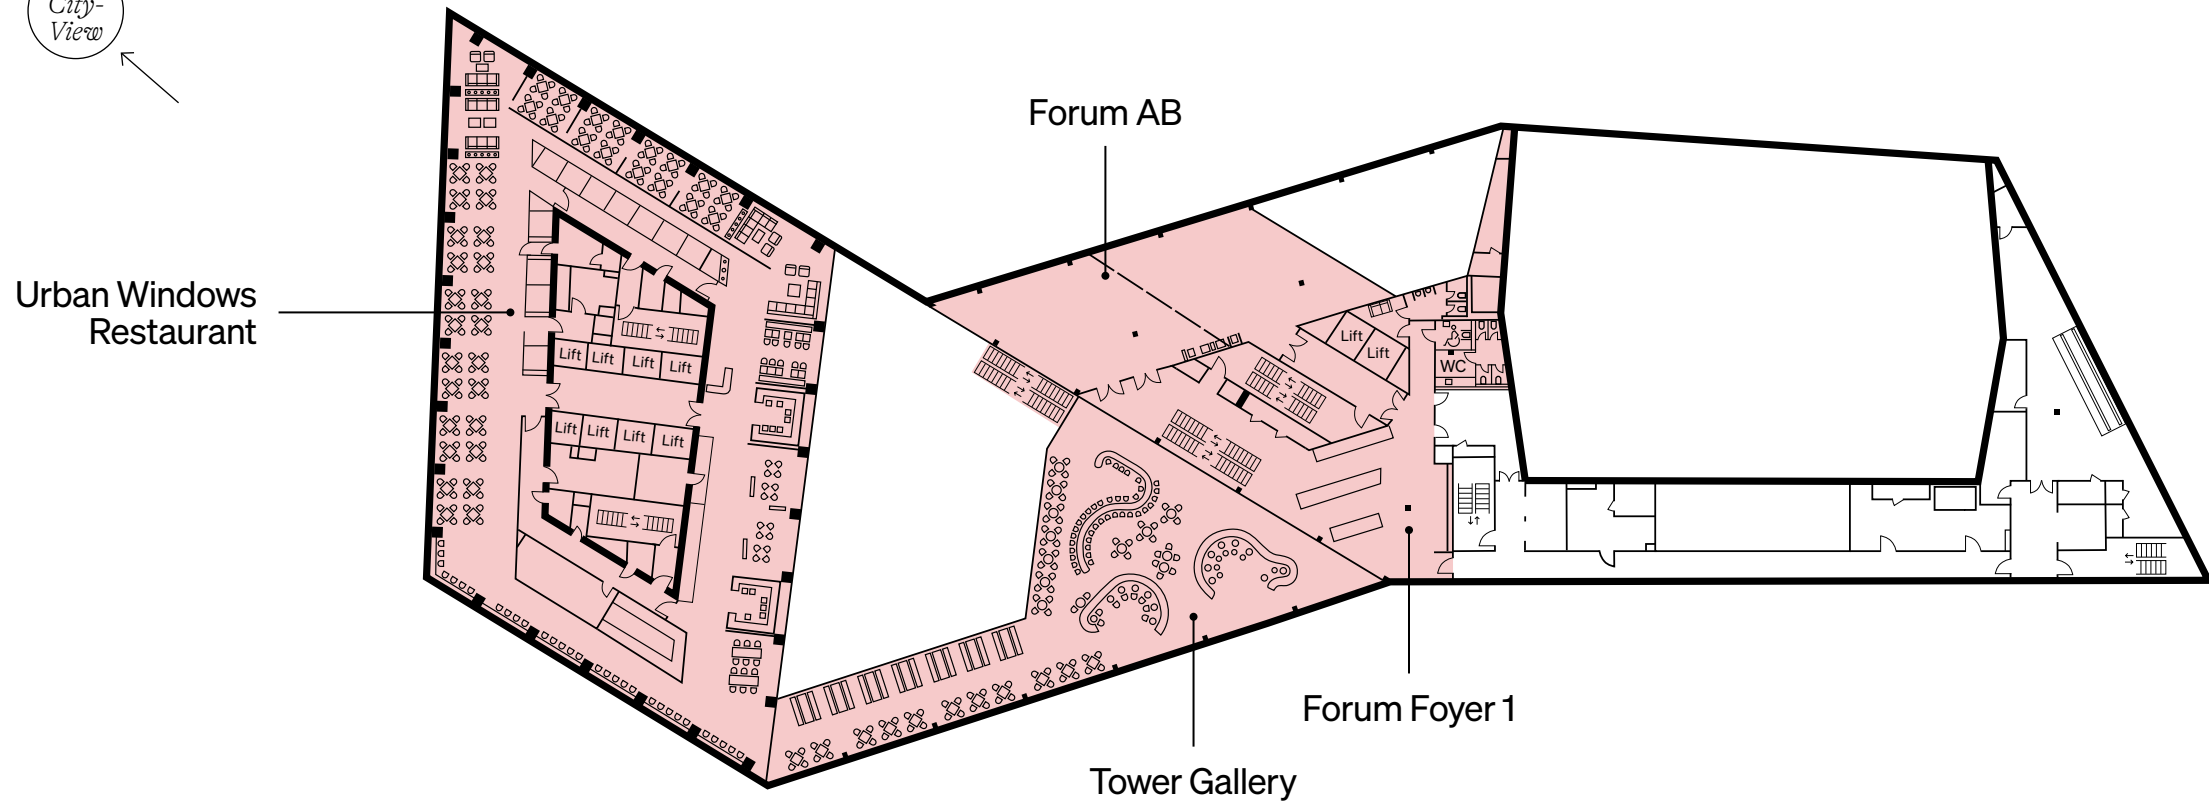 City-
View
Forum AB
Urban Windows
Restaurant
Lift
Lift
Lift
Lift
Lift
Lift
WC
Lift
Lift
Lift
Lift
Forum Foyer 1
Tower Gallery